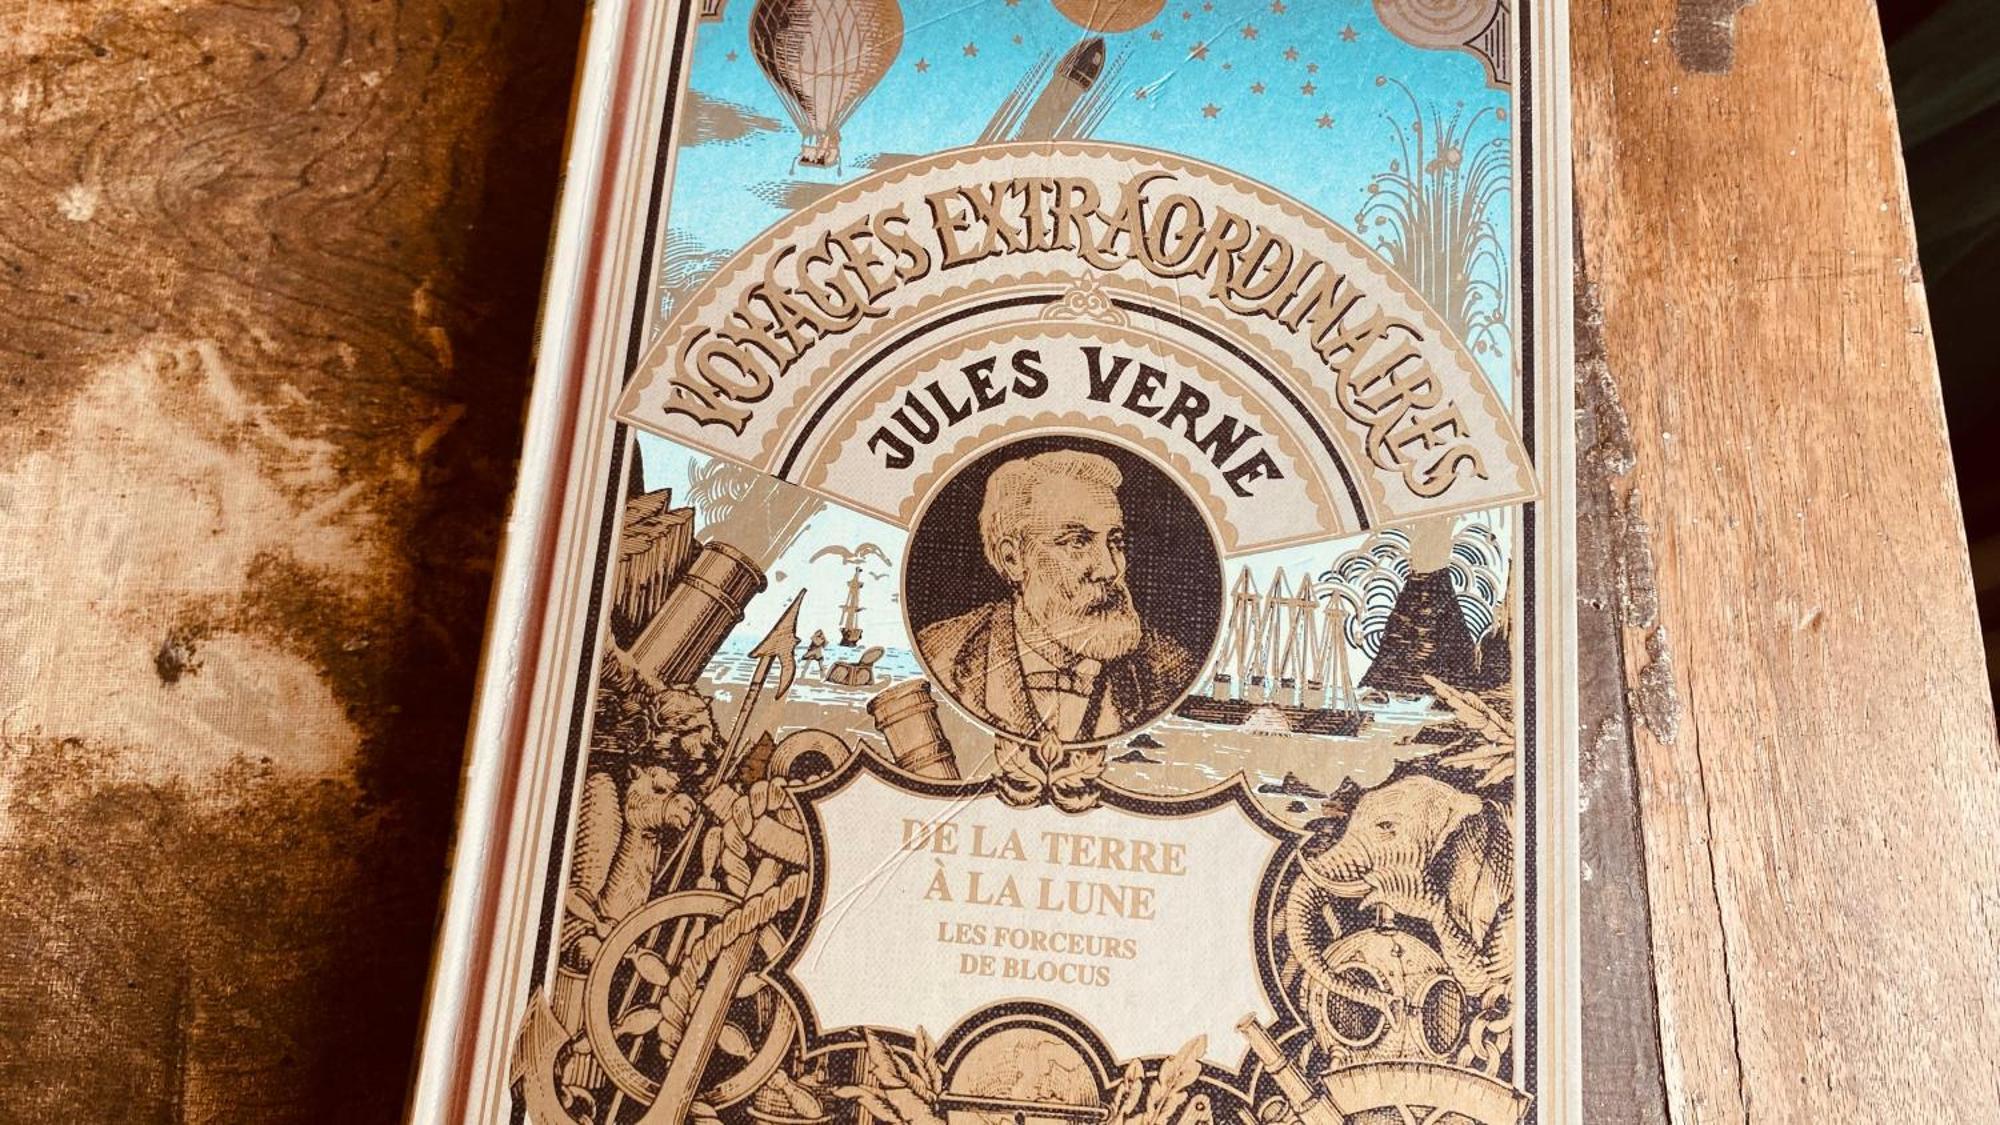 VOYAGES EXTRAORDINAIRES
JULES VERNE
DE LA TERRE
À LA LUNE
LES FORCEURS
DE BLOCUS